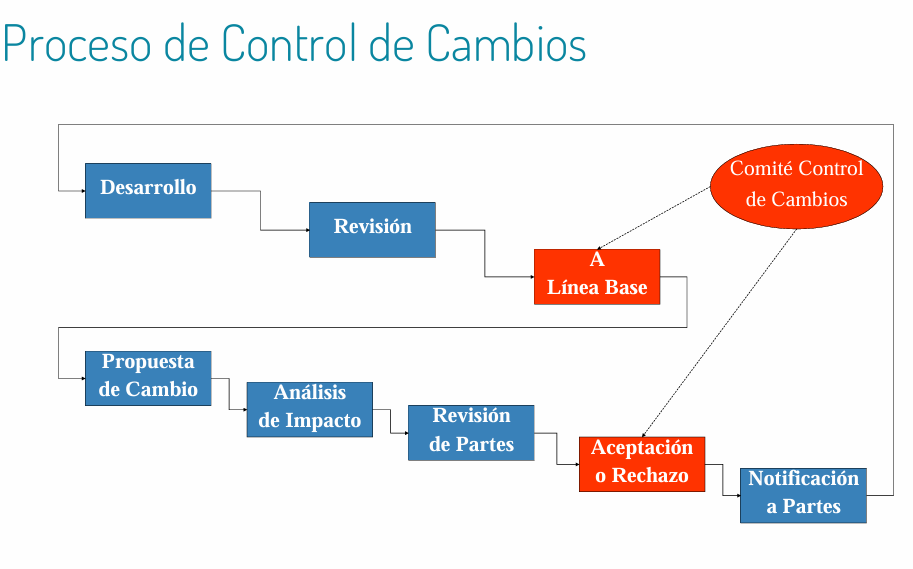 Proceso de Control de Cambios
Comité Control
de Cambios
Desarrollo
Revisión
A
Línea Base
Propuesta
de Cambio
Análisis
de Impacto
Revisión
de Partes
Aceptación
o Rechazo
Notificación
a Partes